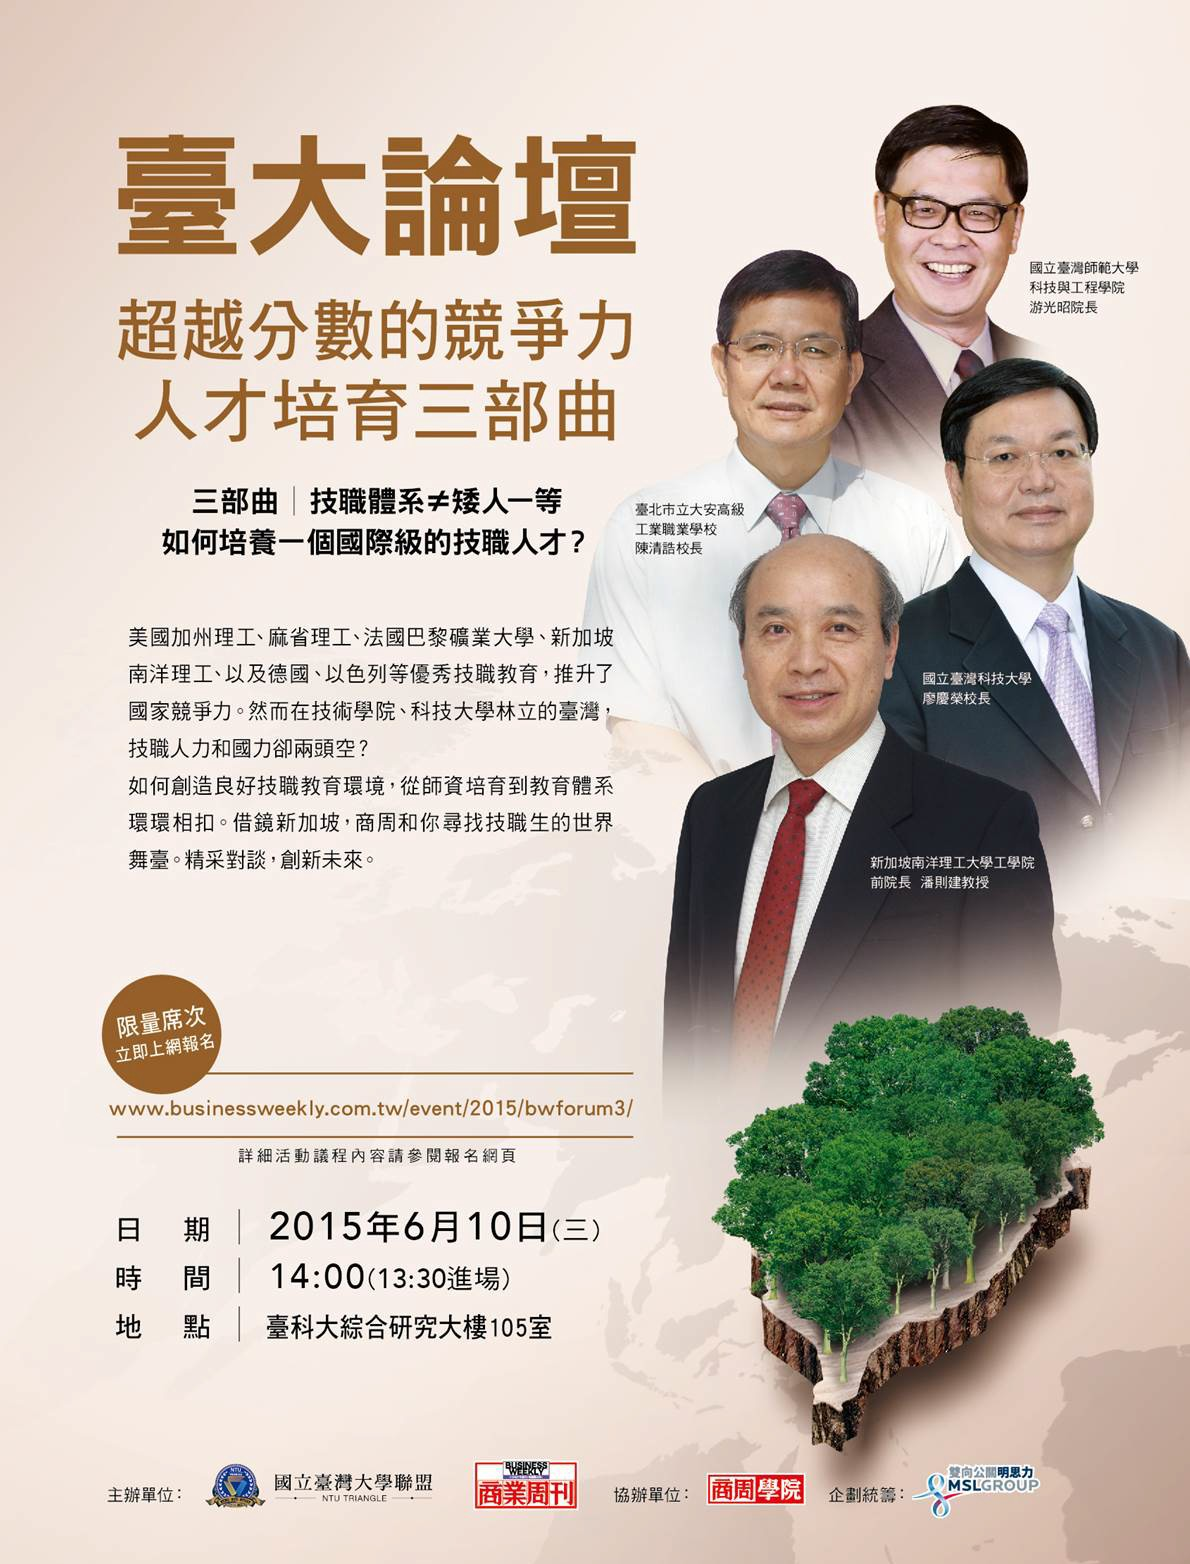 臺大論壇
超越分數的競爭力
人才培育三部曲
三部曲｜技職體系≠矮人一等
如何培養一個國際級的技職人才？
美國加州理工、麻省理工、法國巴黎礦業大學、新加坡
南洋理工、以及德國、以色列等優秀技職教育，推升了
國家競爭力。然而在技術學院、科技大學林立的臺灣，
技職人力和國力卻兩頭空？
如何創造良好技職教育環境，從師資培育到教育體系
環環相扣。借鏡新加坡，商周和你尋找技職生的世界
舞臺。精采對談，創新未來。
國立臺灣師範大學
科技與工程學院
游光昭院長
臺北市立大安高級
工業職業學校
陳清誥校長
國立臺灣科技大學
廖慶榮校長
新加坡南洋理工大學工學院
前院長 潘則建教授
限量席次
立即上網報名
www.businessweekly.com.tw/event/2015/bwforum3/
詳細活動議程內容請參閱報名網頁
日 期｜2015年6月10日(三)
時 間｜14:00(13:30進場)
地 點｜臺科大綜合研究大樓105室
主辦單位：
NTU
國立臺灣大學聯盟
NTU TRIANGLE
BUSINESS WEEKLY
商業周刊
協辦單位：
商周學院
企劃統籌：
雙向公關明思力
MSLGROUP